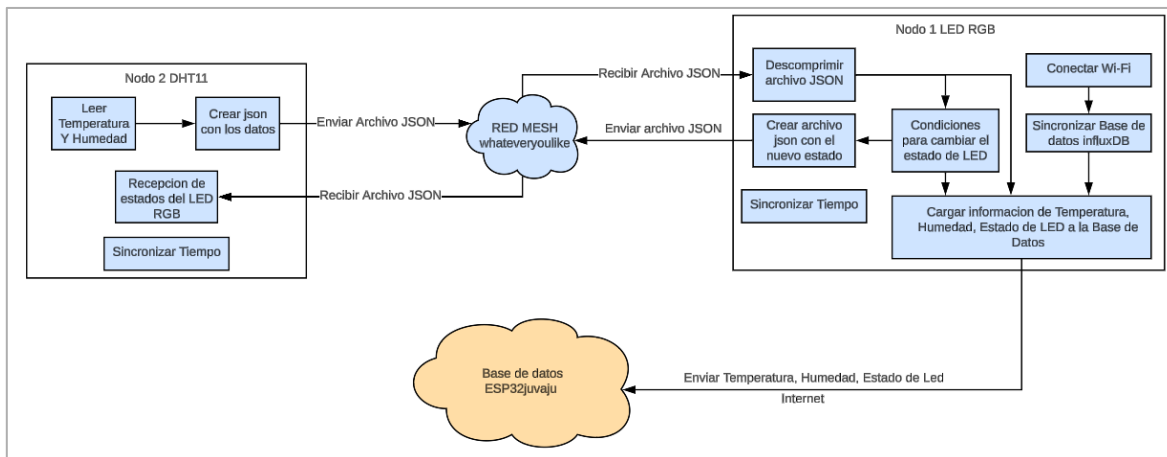 Nodo 2 DHT11
Leer
Temperatura
Y Humedad
Crear json
con los datos
Enviar Archivo JSON
Recepcion de
estados del LED
RGB
Recibir Archivo JSON
Sincronizar Tiempo
RED MESH
whateveryoulike
Recibir Archivo JSON
Enviar archivo JSON
Nodo 1 LED RGB
Descomprimir
archivo JSON
Conectar Wi-Fi
Crear archivo
json con el
nuevo estado
Condiciones
para cambiar el
estado de LED
Sincronizar Base de
datos influxDB
Sincronizar Tiempo
Cargar informacion de Temperatura,
Humedad, Estado de LED a la Base de
Datos
Base de datos
ESP32juvaju
Enviar Temperatura, Humedad, Estado de Led
Internet